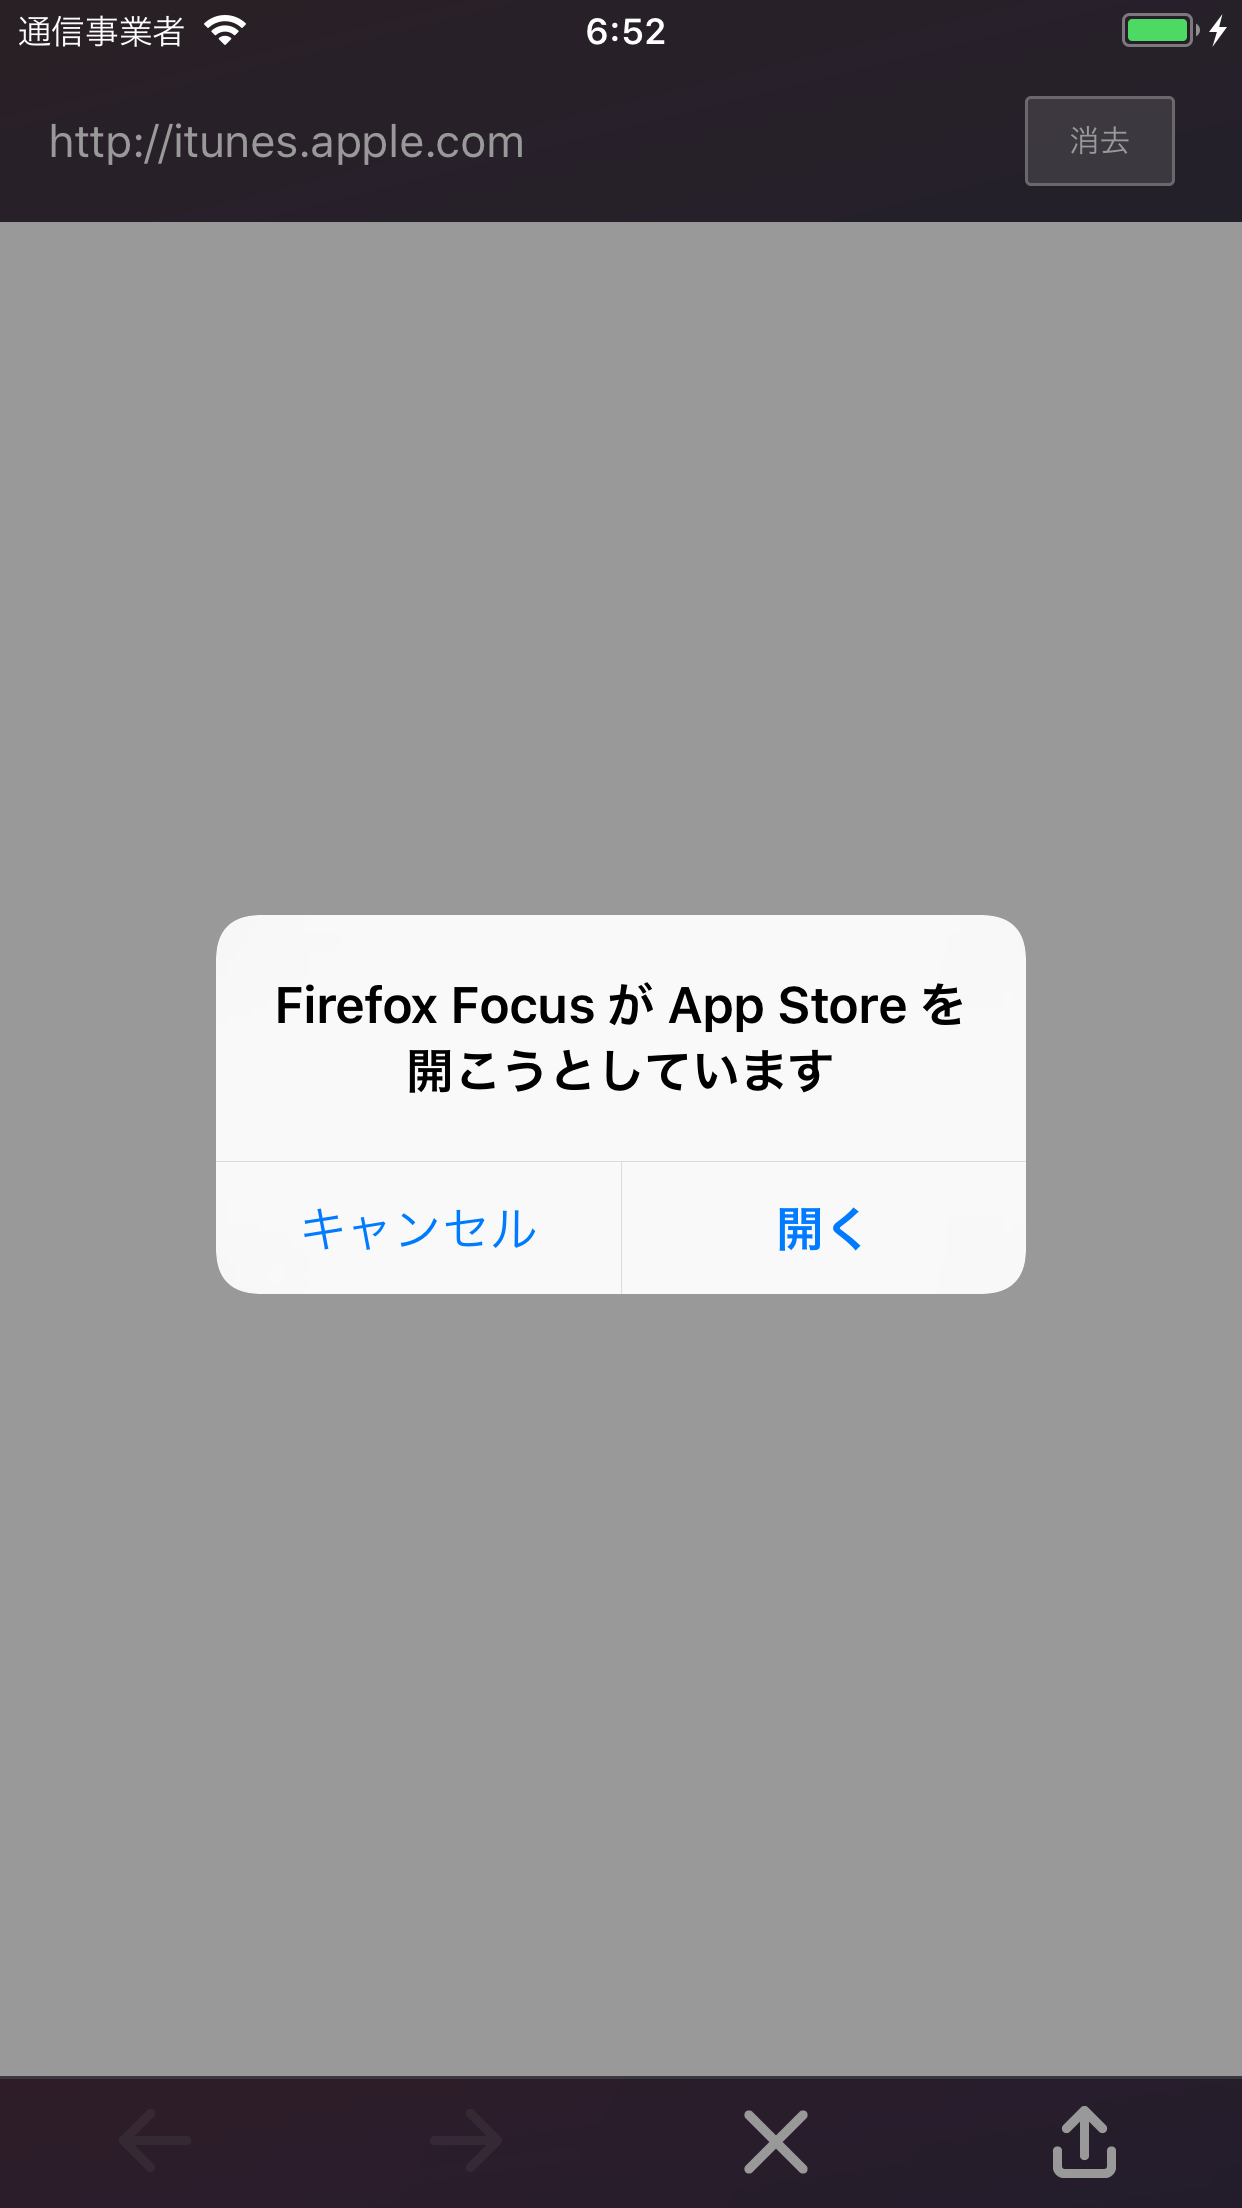 通信事業者
6:52
http://itunes.apple.com
消去
Firefox Focus が App Store を
開こうとしています
キャンセル
開く